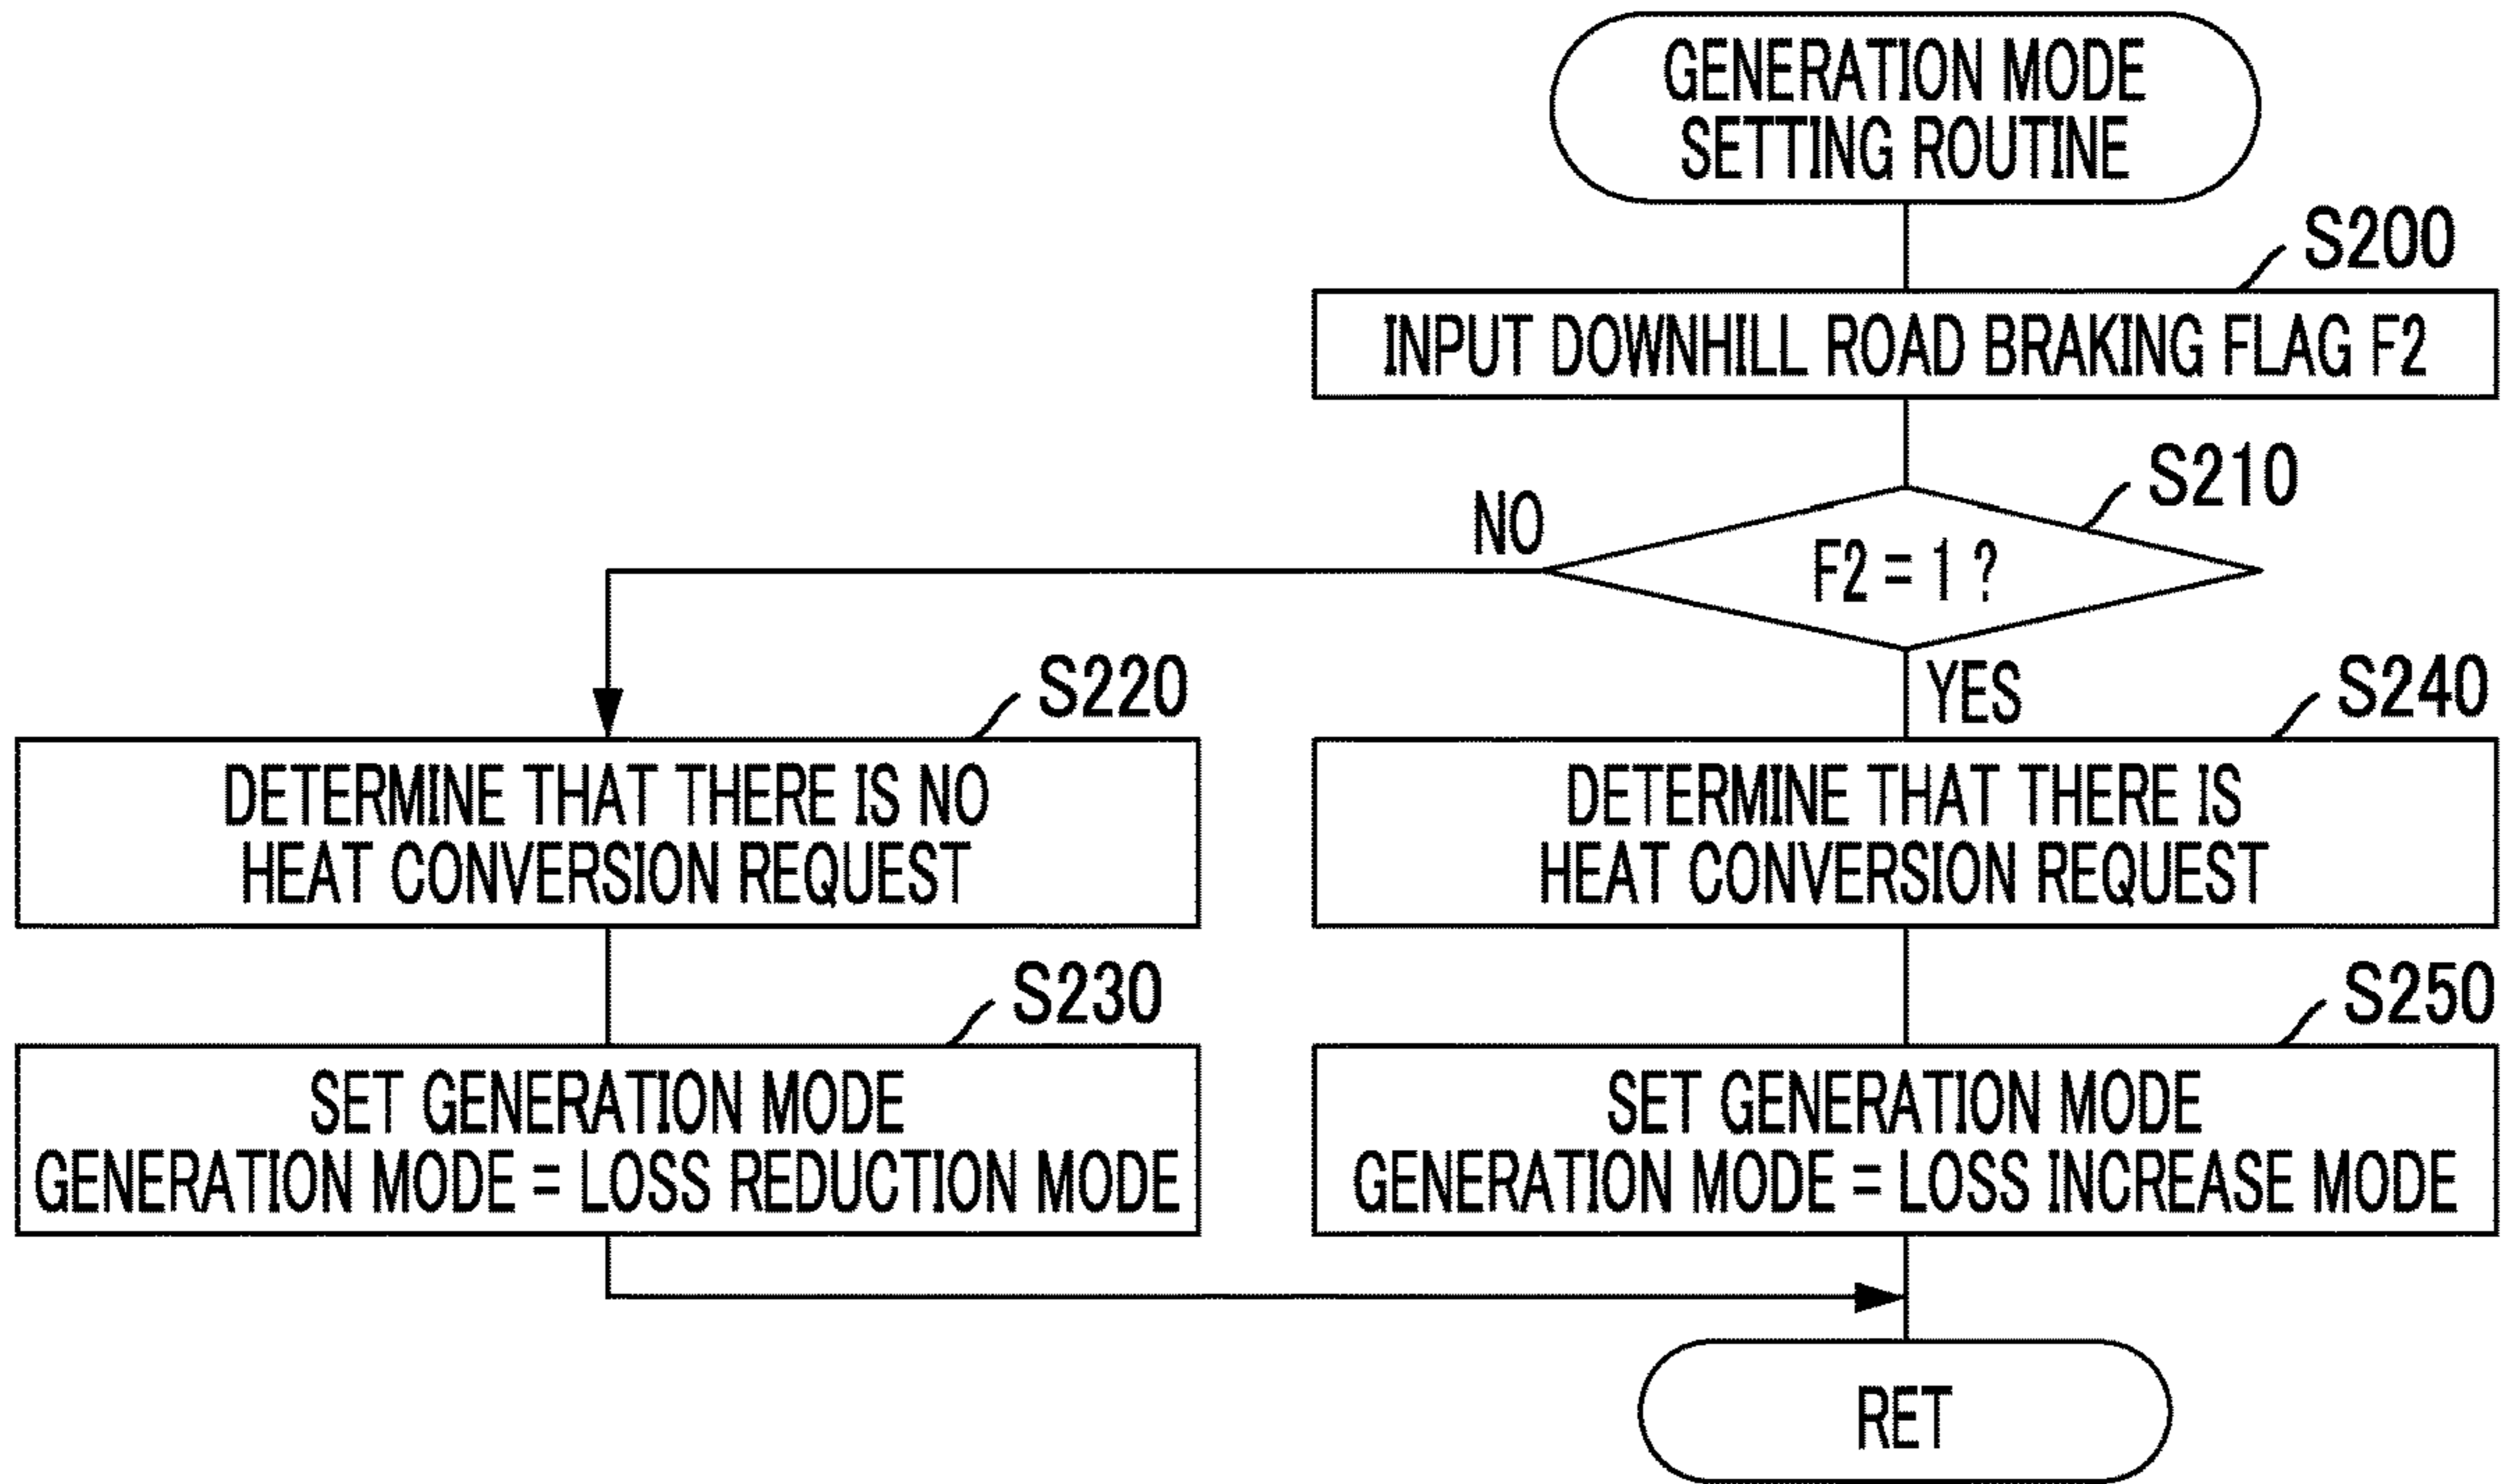 GENERATION MODE
SETTING ROUTINE
S200
INPUT DOWNHILL ROAD BRAKING FLAG F2
S210
F2 = 1 ?
NO
YES
S220
DETERMINE THAT THERE IS NO
HEAT CONVERSION REQUEST
S230
SET GENERATION MODE
GENERATION MODE = LOSS REDUCTION MODE
S240
DETERMINE THAT THERE IS
HEAT CONVERSION REQUEST
S250
SET GENERATION MODE
GENERATION MODE = LOSS INCREASE MODE
RET